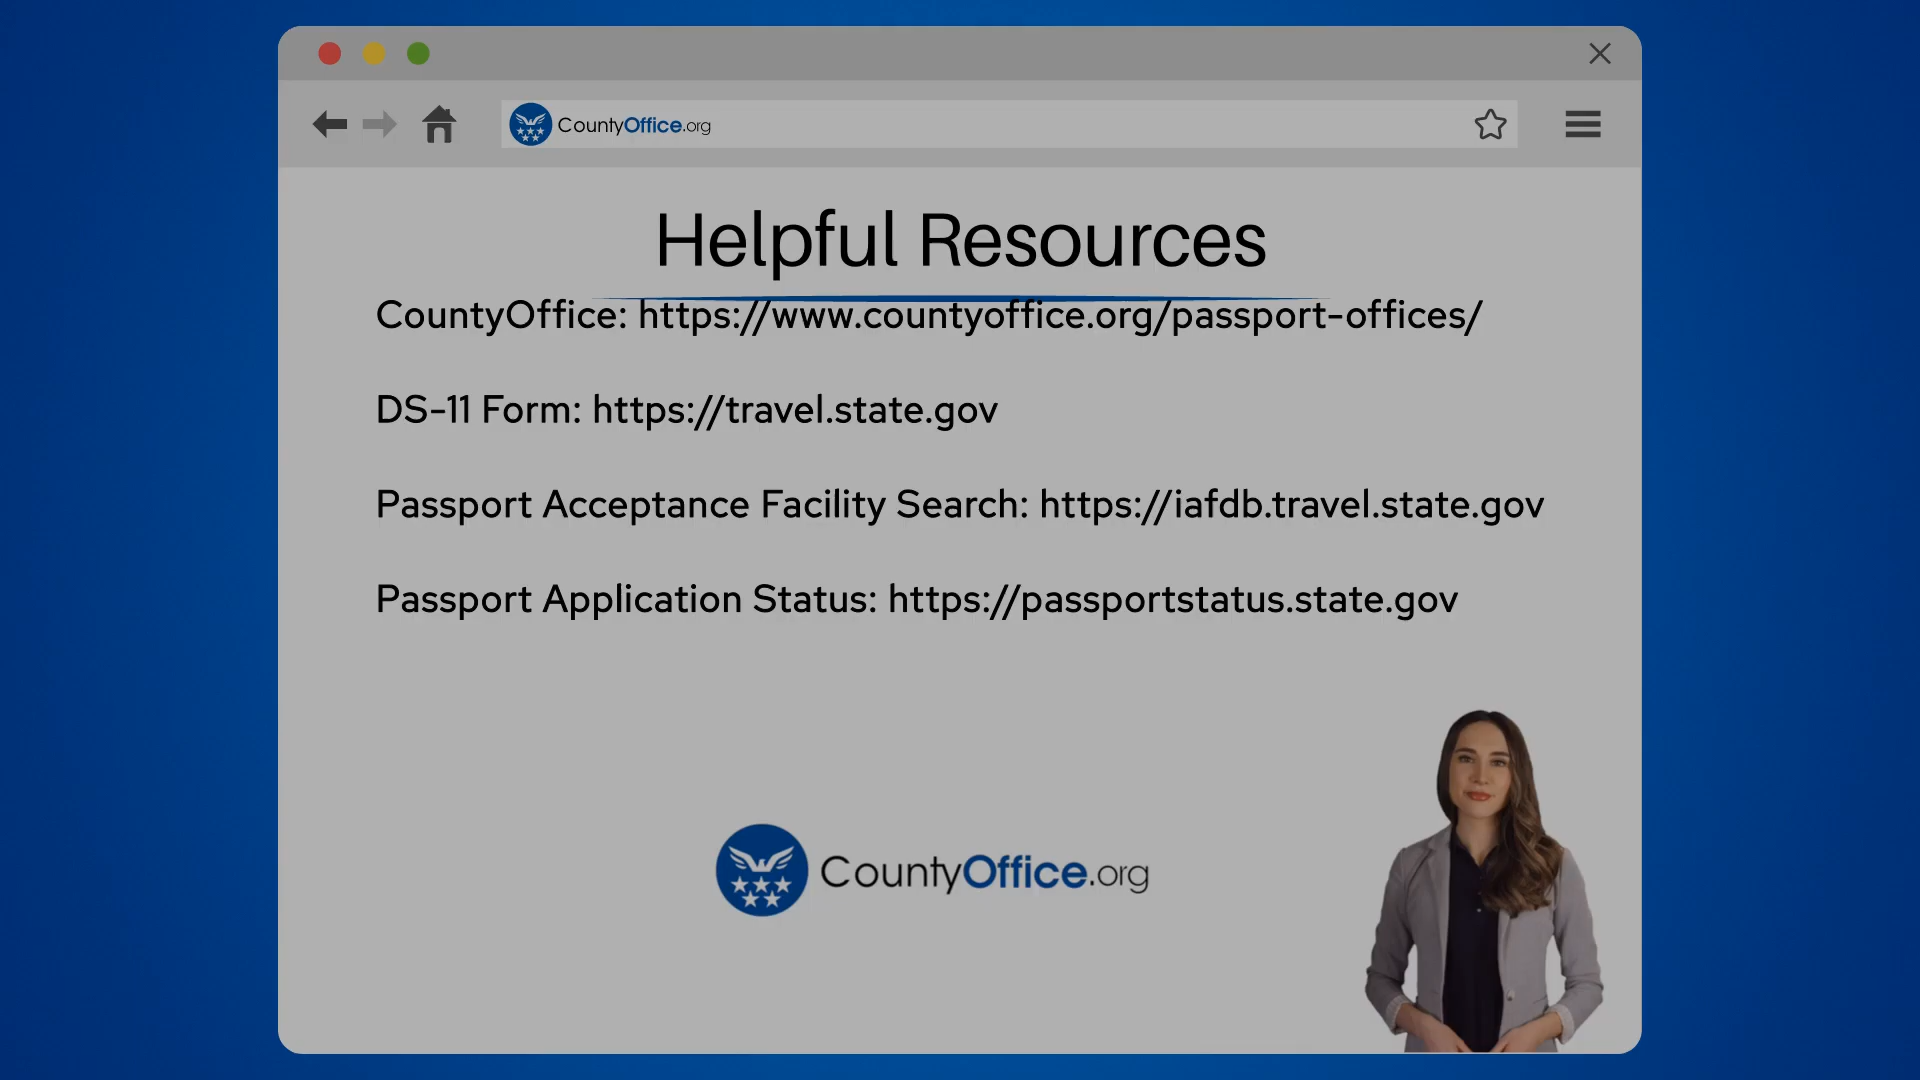 CountyOffice.org
Helpful Resources
CountyOffice: https://www.countyoffice.org/passport-offices/
DS-11 Form: https://travel.state.gov
Passport Acceptance Facility Search: https://iafdb.travel.state.gov
Passport Application Status: https://passportstatus.state.gov
CountyOffice.org